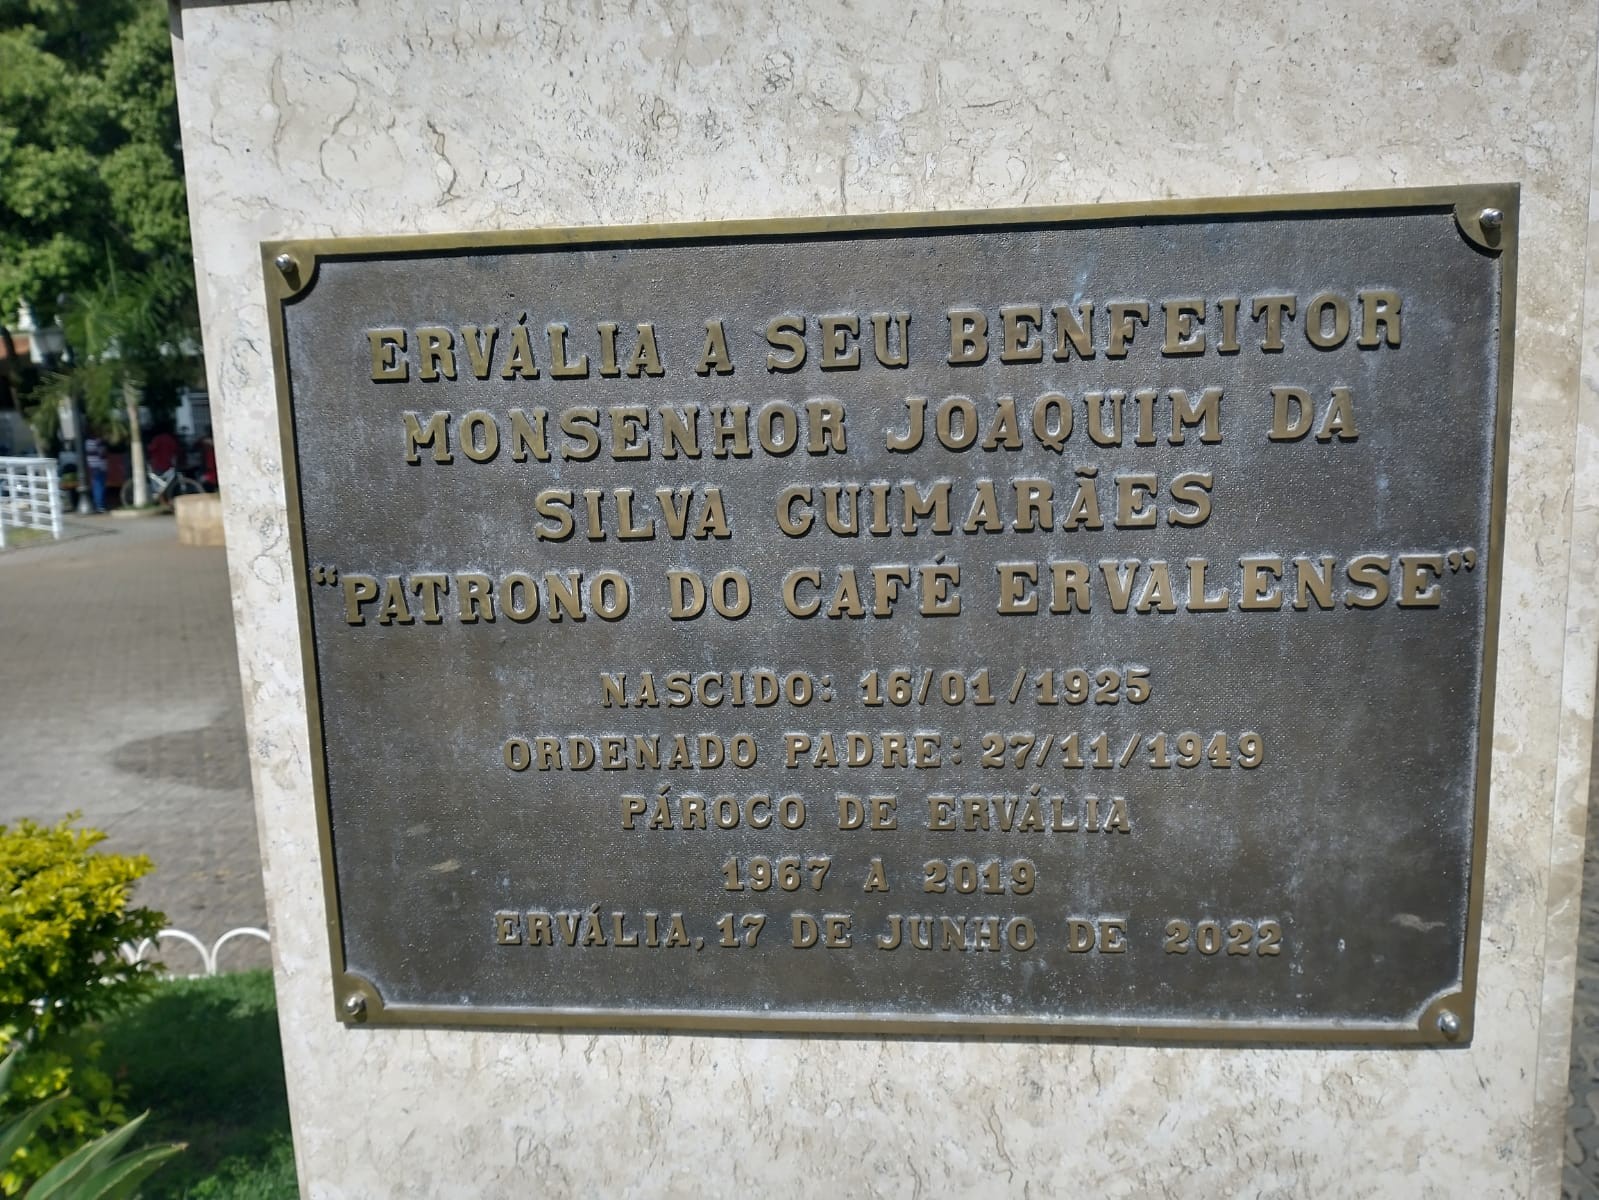 ERVÁLIA A SEU BENFEITOR
MONSENHOR JOAQUIM DA
SILVA GUIMARÃES
“PATRONO DO CAFÉ ERVALENSE”
NASCIDO: 16/01/1925
ORDENADO PADRE: 27/11/1949
PÁROCO DE ERVÁLIA
1967 A 2019
ERVÁLIA, 17 DE JUNHO DE 2022